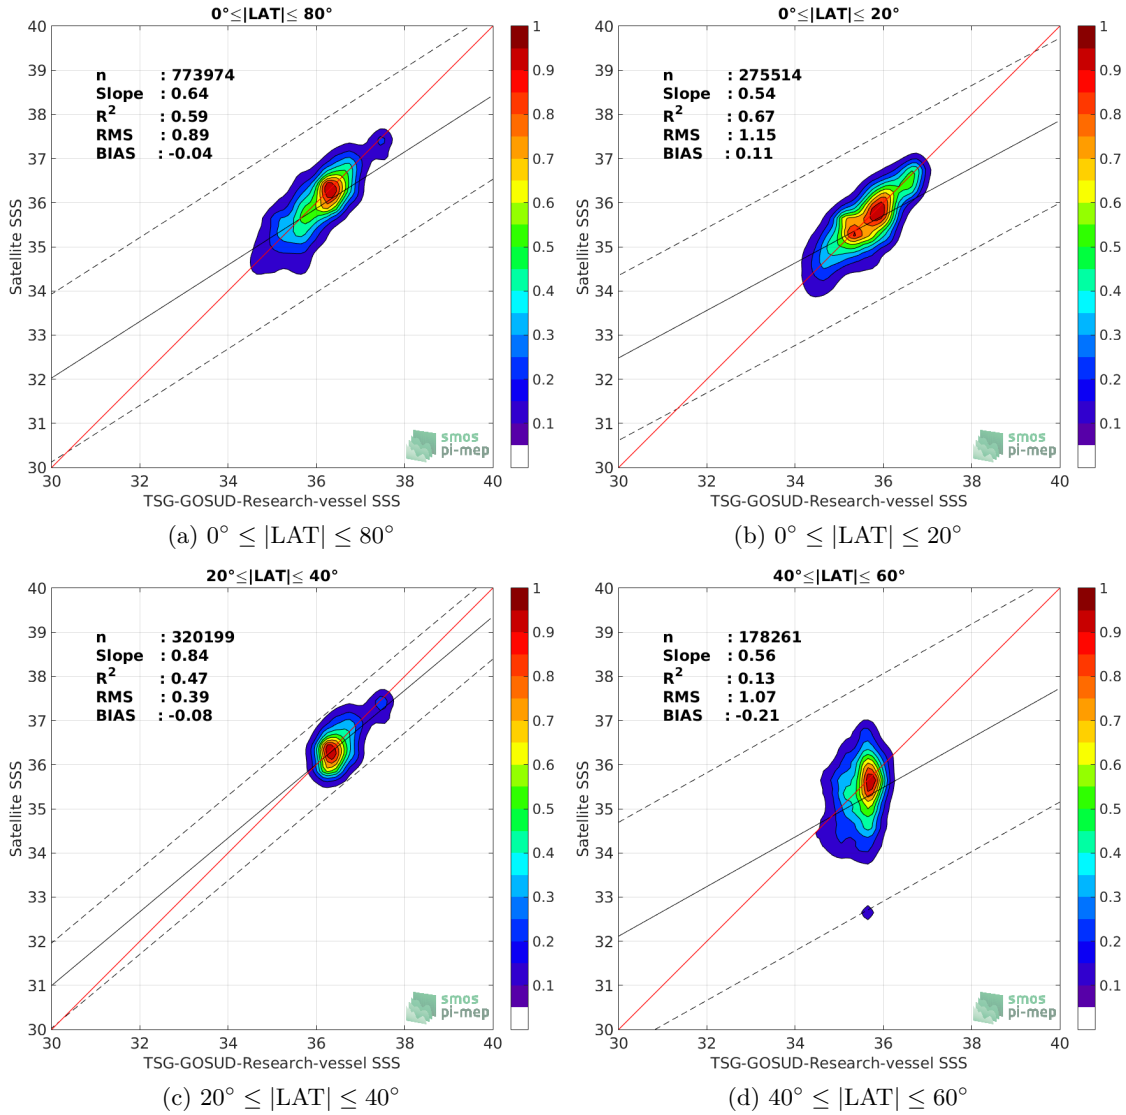 0°≤|LAT|≤ 80°
n : 773974
Slope : 0.64
R² : 0.59
RMS : 0.89
BIAS : -0.04
Satellite SSS
40
39
38
37
36
35
34
33
32
31
30
30 32 34 36 38 40
TSG-GOSUD-Research-vessel SSS
1
0.9
0.8
0.7
0.6
0.5
0.4
0.3
0.2
0.1
smos
pi-mep
(a) 0° ≤ |LAT| ≤ 80°
0°≤|LAT|≤ 20°
n : 275514
Slope : 0.54
R² : 0.67
RMS : 1.15
BIAS : 0.11
Satellite SSS
40
39
38
37
36
35
34
33
32
31
30
30 32 34 36 38 40
TSG-GOSUD-Research-vessel SSS
1
0.9
0.8
0.7
0.6
0.5
0.4
0.3
0.2
0.1
smos
pi-mep
(b) 0° ≤ |LAT| ≤ 20°
20°≤|LAT|≤ 40°
n : 320199
Slope : 0.84
R² : 0.47
RMS : 0.39
BIAS : -0.08
Satellite SSS
40
39
38
37
36
35
34
33
32
31
30
30 32 34 36 38 40
TSG-GOSUD-Research-vessel SSS
1
0.9
0.8
0.7
0.6
0.5
0.4
0.3
0.2
0.1
smos
pi-mep
(c) 20° ≤ |LAT| ≤ 40°
40°≤|LAT|≤ 60°
n : 178261
Slope : 0.56
R² : 0.13
RMS : 1.07
BIAS : -0.21
Satellite SSS
40
39
38
37
36
35
34
33
32
31
30
30 32 34 36 38 40
TSG-GOSUD-Research-vessel SSS
1
0.9
0.8
0.7
0.6
0.5
0.4
0.3
0.2
0.1
smos
pi-mep
(d) 40° ≤ |LAT| ≤ 60°